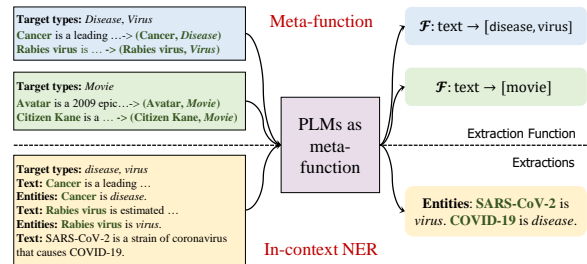 Meta-function
Target types: Disease, Virus
Cancer is a leading …-> (Cancer, Disease)
Rabies virus is … -> (Rabies virus, Virus)
Target types: Movie
Avatar is a 2009 epic…-> (Avatar, Movie)
Citizen Kane is a … -> (Citizen Kane, Movie)
Target types: disease, virus
Text: Cancer is a leading …
Entities: Cancer is disease.
Text: Rabies virus is estimated …
Entities: Rabies virus is virus.
Text: SARS-CoV-2 is a strain of coronavirus
that causes COVID-19.
In-context NER
PLMs as
meta-
function
ℱ: text → [disease, virus]
ℱ: text → [movie]
Extraction Function
Extractions
Entities: SARS-CoV-2 is
virus. COVID-19 is disease.